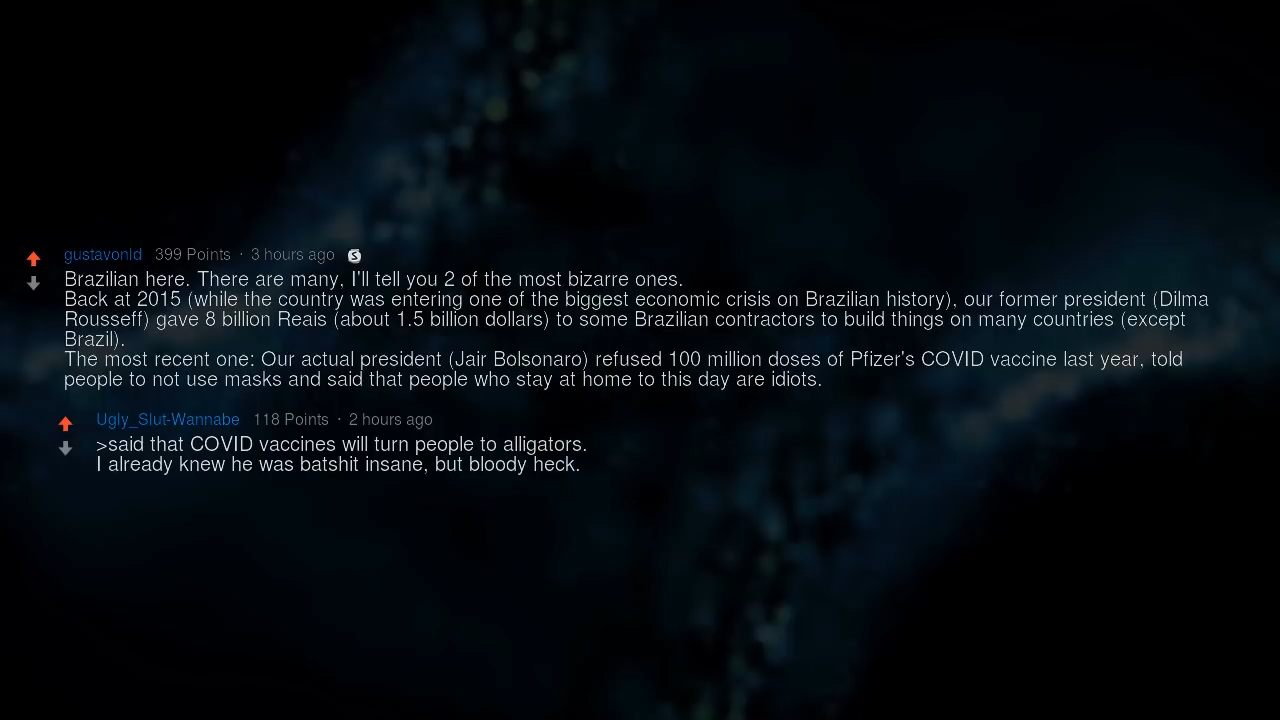 gustavonld 399 Points · 3 hours ago S
Brazilian here. There are many, I'll tell you 2 of the most bizarre ones.
Back at 2015 (while the country was entering one of the biggest economic crisis on Brazilian history), our former president (Dilma
Rousseff) gave 8 billion Reais (about 1.5 billion dollars) to some Brazilian contractors to build things on many countries (except
Brazil).
The most recent one: Our actual president (Jair Bolsonaro) refused 100 million doses of Pfizer's COVID vaccine last year, told
people to not use masks and said that people who stay at home to this day are idiots.
Ugly_Slut-Wannabe 118 Points · 2 hours ago
>said that COVID vaccines will turn people to alligators.
I already knew he was batshit insane, but bloody heck.